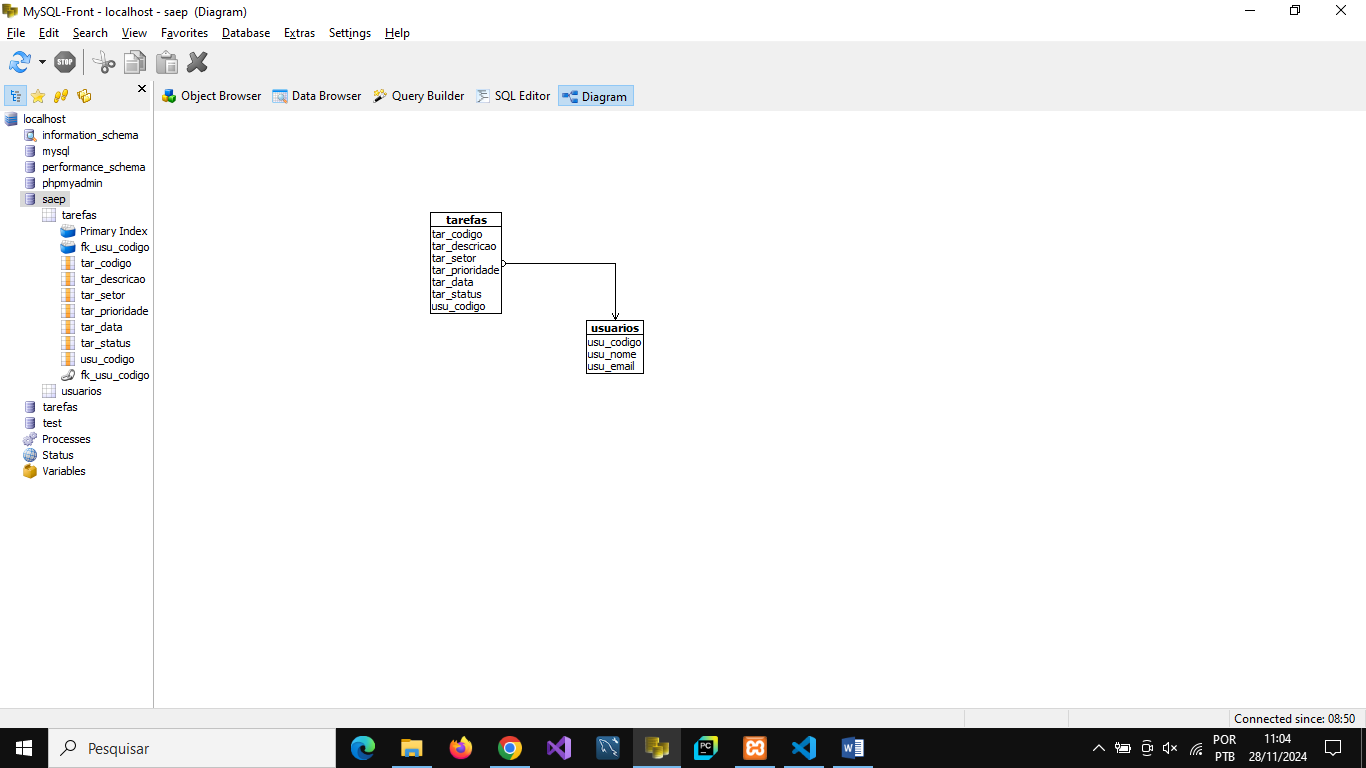 MySQL-Front - localhost - saep (Diagram)
File Edit Search View Favorites Database Extras Settings Help
STOP
Object Browser Data Browser Query Builder SQL Editor Diagram
localhost
information_schema
mysql
performance_schema
phpmyadmin
saep
tarefas
Primary Index
fk_usu_codigo
tar_codigo
tar_descricao
tar_setor
tar_prioridade
tar_data
tar_status
usu_codigo
fk_usu_codigo
usuarios
tarefas
test
Processes
Status
Variables
tarefas
tar_codigo
tar_descricao
tar_setor
tar_prioridade
tar_data
tar_status
usu_codigo
usuarios
usu_codigo
usu_nome
usu_email
Connected since: 08:50
Pesquisar
PC
W
POR
PTB
11:04
28/11/2024